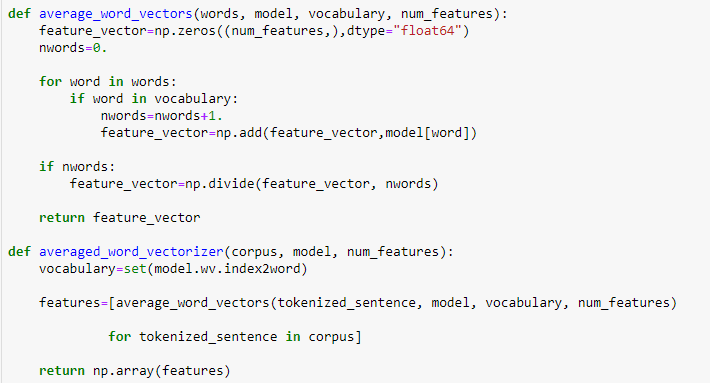 def average_word_vectors(words, model, vocabulary, num_features):
    feature_vector=np.zeros((num_features,),dtype="float64")
    nwords=0.
    for word in words:
        if word in vocabulary:
            nwords=nwords+1.
            feature_vector=np.add(feature_vector,model[word])
    if nwords:
        feature_vector=np.divide(feature_vector, nwords)
    return feature_vector
def averaged_word_vectorizer(corpus, model, num_features):
    vocabulary=set(model.wv.index2word)
    features=[average_word_vectors(tokenized_sentence, model, vocabulary, num_features)
             for tokenized_sentence in corpus]
    return np.array(features)